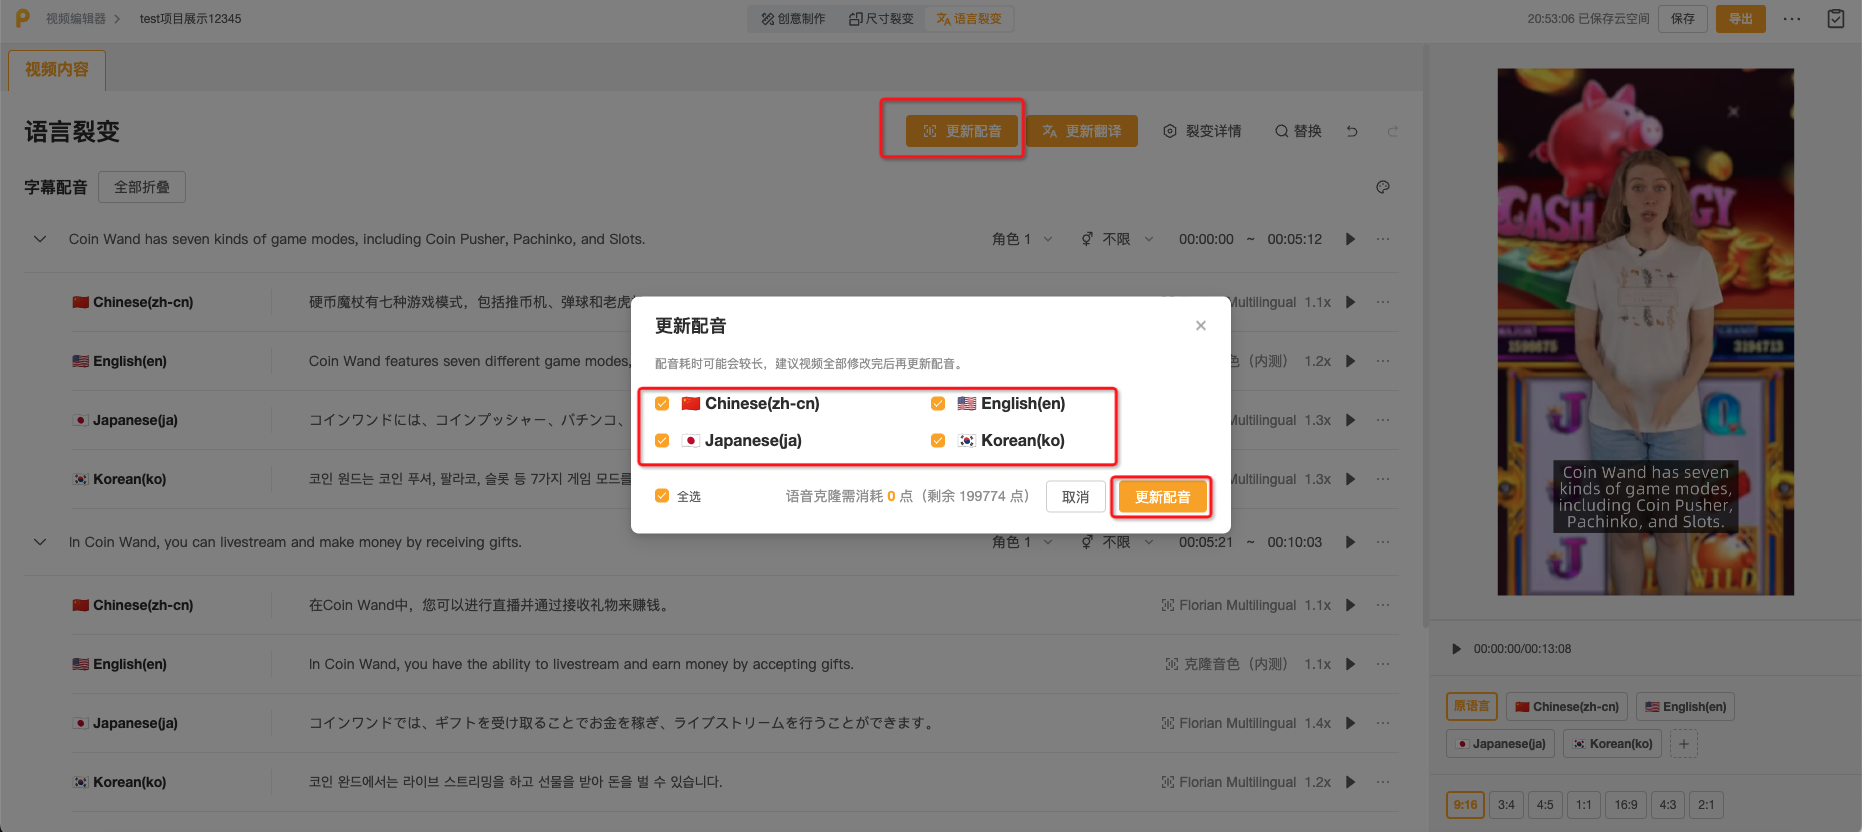 视频编辑器
test项目展示12345
创意制作
尺寸裂变
语言裂变
20:53:06 已保存云空间
保存
导出
视频内容
语言裂变
更新配音
更新翻译
裂变详情
替换
字幕配音
全部折叠
Coin Wand has seven kinds of game modes, including Coin Pusher, Pachinko, and Slots.
角色 1
不限
00:00:00 ~ 00:05:12
Chinese(zh-cn)
硬币魔杖有七种游戏模式，包括推币机、弹球和老虎
Multilingual 1.1x
English(en)
Coin Wand features seven different game modes,
色（内测） 1.2x
Japanese(ja)
コインワンドには、コインプッシャー、パチンコ、
Multilingual 1.3x
Korean(ko)
코인 원드는 코인 푸셔, 팔라코, 슬롯 등 7가지 게임 모드를
Multilingual 1.3x
更新配音
配音耗时可能会较长，建议视频全部修改完后再更新配音。
Chinese(zh-cn)
English(en)
Japanese(ja)
Korean(ko)
全选
语音克隆需消耗 0 点（剩余 199774 点）
取消
更新配音
In Coin Wand, you can livestream and make money by receiving gifts.
角色 1
不限
00:05:21 ~ 00:10:03
Chinese(zh-cn)
在Coin Wand中，您可以进行直播并通过接收礼物来赚钱。
Florian Multilingual 1.1x
English(en)
In Coin Wand, you have the ability to livestream and earn money by accepting gifts.
克隆音色（内测） 1.1x
Japanese(ja)
コインワンドでは、ギフトを受け取ることでお金を稼ぎ、ライブストリームを行うことができます。
Florian Multilingual 1.4x
Korean(ko)
코인 완드에서는 라이브 스트리밍을 하고 선물을 받아 돈을 벌 수 있습니다.
Florian Multilingual 1.2x
CASH
GY
MAJOR
1599875
3194713
J
Q
Coin Wand has seven
kinds of game modes,
including Coin Pusher,
Pachinko, and Slots.
J
WILD
00:00:00/00:13:08
原语言
Chinese(zh-cn)
English(en)
Japanese(ja)
Korean(ko)
9:16
3:4
4:5
1:1
16:9
4:3
2:1